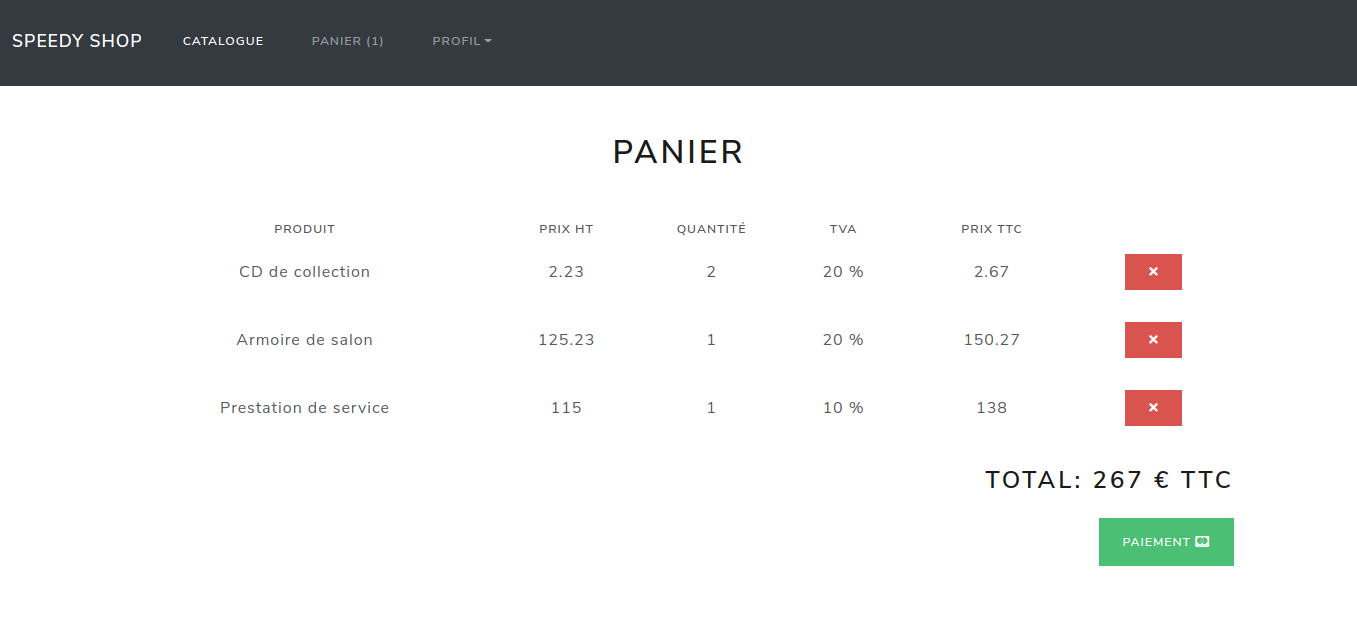 SPEEDY SHOP CATALOGUE PANIER (1) PROFIL
PANIER
PRODUIT PRIX HT QUANTITÉ TVA PRIX TTC
CD de collection 2.23 2 20 % 2.67
Armoire de salon 125.23 1 20 % 150.27
Prestation de service 115 1 10 % 138
TOTAL: 267 € TTC
PAIEMENT